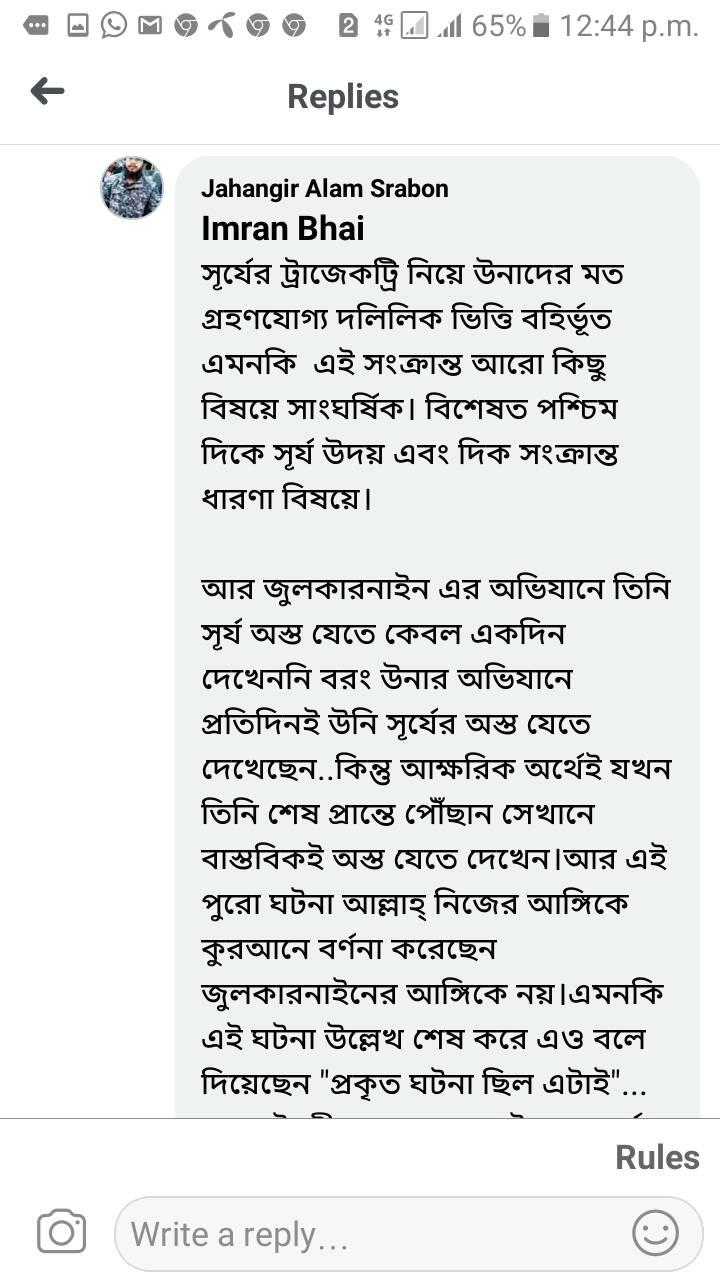 2 4G 65% 12:44 p.m.
Replies
Jahangir Alam Srabon
Imran Bhai
সূর্যের ট্রাজেকট্রি নিয়ে উনাদের মত
গ্রহণযোগ্য দলিলিক ভিত্তি বহির্ভূত
এমনকি  এই সংক্রান্ত আরো কিছু
বিষয়ে সাংঘর্ষিক। বিশেষত পশ্চিম
দিকে সূর্য উদয় এবং দিক সংক্রান্ত
ধারণা বিষয়ে।
আর জুলকারনাইন এর অভিযানে তিনি
সূর্য অস্ত যেতে কেবল একদিন
দেখেননি বরং উনার অভিযানে
প্রতিদিনই উনি সূর্যের অস্ত যেতে
দেখেছেন..কিন্তু আক্ষরিক অর্থেই যখন
তিনি শেষ প্রান্তে পৌঁছান সেখানে
বাস্তবিকই অস্ত যেতে দেখেন।আর এই
পুরো ঘটনা আল্লাহ্ নিজের আঙ্গিকে
কুরআনে বর্ণনা করেছেন
জুলকারনাইনের আঙ্গিকে নয়।এমনকি
এই ঘটনা উল্লেখ শেষ করে এও বলে
দিয়েছেন "প্রকৃত ঘটনা ছিল এটাই"...
Rules
Write a reply...